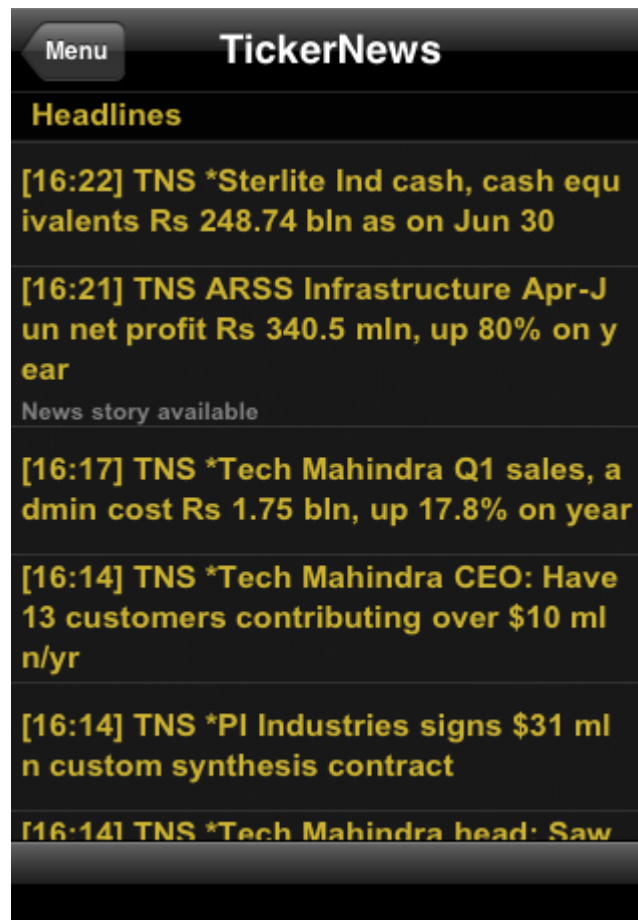 Menu
TickerNews
Headlines
[16:22] TNS *Sterlite Ind cash, cash equ
ivalents Rs 248.74 bln as on Jun 30
[16:21] TNS ARSS Infrastructure Apr-J
un net profit Rs 340.5 mln, up 80% on y
ear
News story available
[16:17] TNS *Tech Mahindra Q1 sales, a
dmin cost Rs 1.75 bln, up 17.8% on year
[16:14] TNS *Tech Mahindra CEO: Have
13 customers contributing over $10 ml
n/yr
[16:14] TNS *PI Industries signs $31 ml
n custom synthesis contract
[16:14] TNS *Tech Mahindra head: Saw